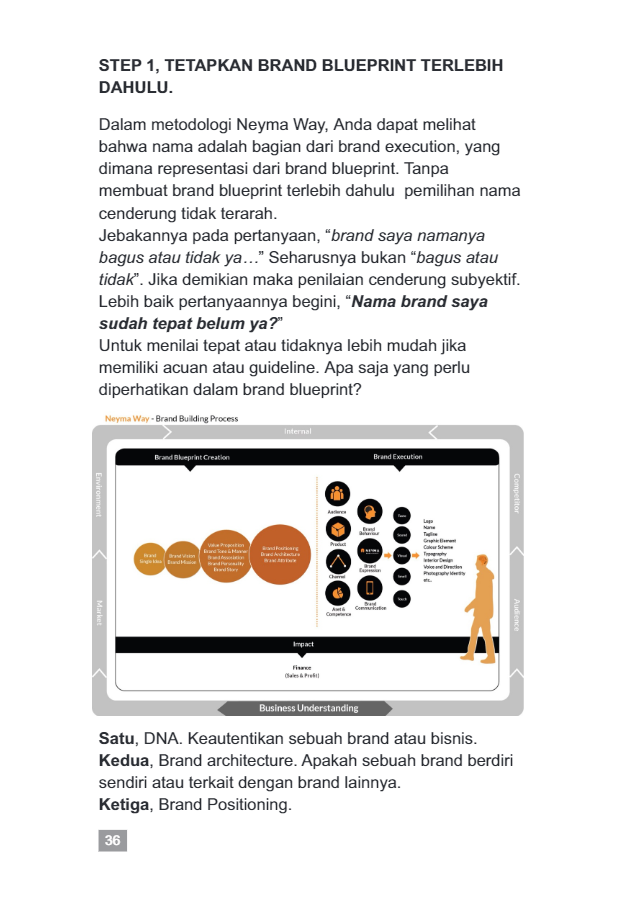 STEP 1, TETAPKAN BRAND BLUEPRINT TERLEBIH
DAHULU.
Dalam metodologi Neyma Way, Anda dapat melihat
bahwa nama adalah bagian dari brand execution, yang
dimana representasi dari brand blueprint. Tanpa
membuat brand blueprint terlebih dahulu  pemilihan nama
cenderung tidak terarah.
Jebakannya pada pertanyaan, “brand saya namanya
bagus atau tidak ya…” Seharusnya bukan “bagus atau
tidak”. Jika demikian maka penilaian cenderung subyektif.
Lebih baik pertanyaannya begini, “Nama brand saya
sudah tepat belum ya?”
Untuk menilai tepat atau tidaknya lebih mudah jika
memiliki acuan atau guideline. Apa saja yang perlu
diperhatikan dalam brand blueprint?
Neyma Way - Brand Building Process
Internal
Environment
Market
Competitor
Audience
Brand Blueprint Creation
Brand Execution
Brand
Single Idea
Brand Vision
Brand Mission
Value Proposition
Brand Tone & Manner
Brand Association
Brand Personality
Brand Story
Brand Positioning
Brand Architecture
Brand Attribute
Audience
Product
Channel
Asset &
Competence
Brand
Behaviour
Brand
Expression
Brand
Communication
Taste
Sound
Visual
Smell
Touch
Logo
Name
Tagline
Graphic Element
Colour Scheme
Typography
Interior Design
Voice and Direction
Photography Identity
etc..
Impact
Finance
(Sales & Profit)
Business Understanding
Satu, DNA. Keautentikan sebuah brand atau bisnis.
Kedua, Brand architecture. Apakah sebuah brand berdiri
sendiri atau terkait dengan brand lainnya.
Ketiga, Brand Positioning.
36